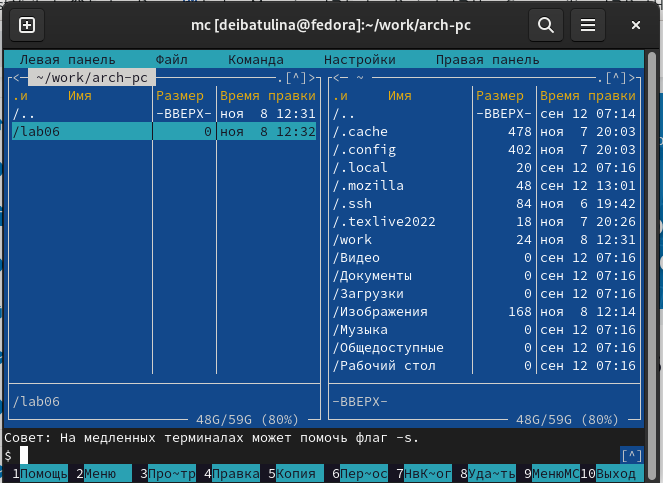 mc [deibatulina@fedora]:~/work/arch-pc
Левая панель Файл Команда Настройки Правая панель
<─ ~/work/arch-pc .[^]>
.и Имя Размер Время правки
/.. -ВВЕРХ- ноя 8 12:31
/lab06 0 ноя 8 12:32
/lab06
48G/59G (80%)
<─ ~ .[^]>
.и Имя Размер Время правки
/.. -ВВЕРХ- сен 12 07:14
/.cache 478 ноя 7 20:03
/.config 402 ноя 7 20:03
/.local 20 сен 12 07:16
/.mozilla 48 сен 12 13:01
/.ssh 84 ноя 6 19:42
/.texlive2022 18 ноя 7 20:26
/work 24 ноя 8 12:31
/Видео 0 сен 12 07:16
/Документы 0 сен 12 07:16
/Загрузки 0 сен 12 07:16
/Изображения 168 ноя 8 12:14
/Музыка 0 сен 12 07:16
/Общедоступные 0 сен 12 07:16
/Рабочий стол 0 сен 12 07:16
-ВВЕРХ-
48G/59G (80%)
Совет: На медленных терминалах может помочь флаг -s.
$ [^]
1Помощь 2Меню 3Про~тр 4Правка 5Копия 6Пер~ос 7НвК~ог 8Уда~ть 9МенюMC 10Выход